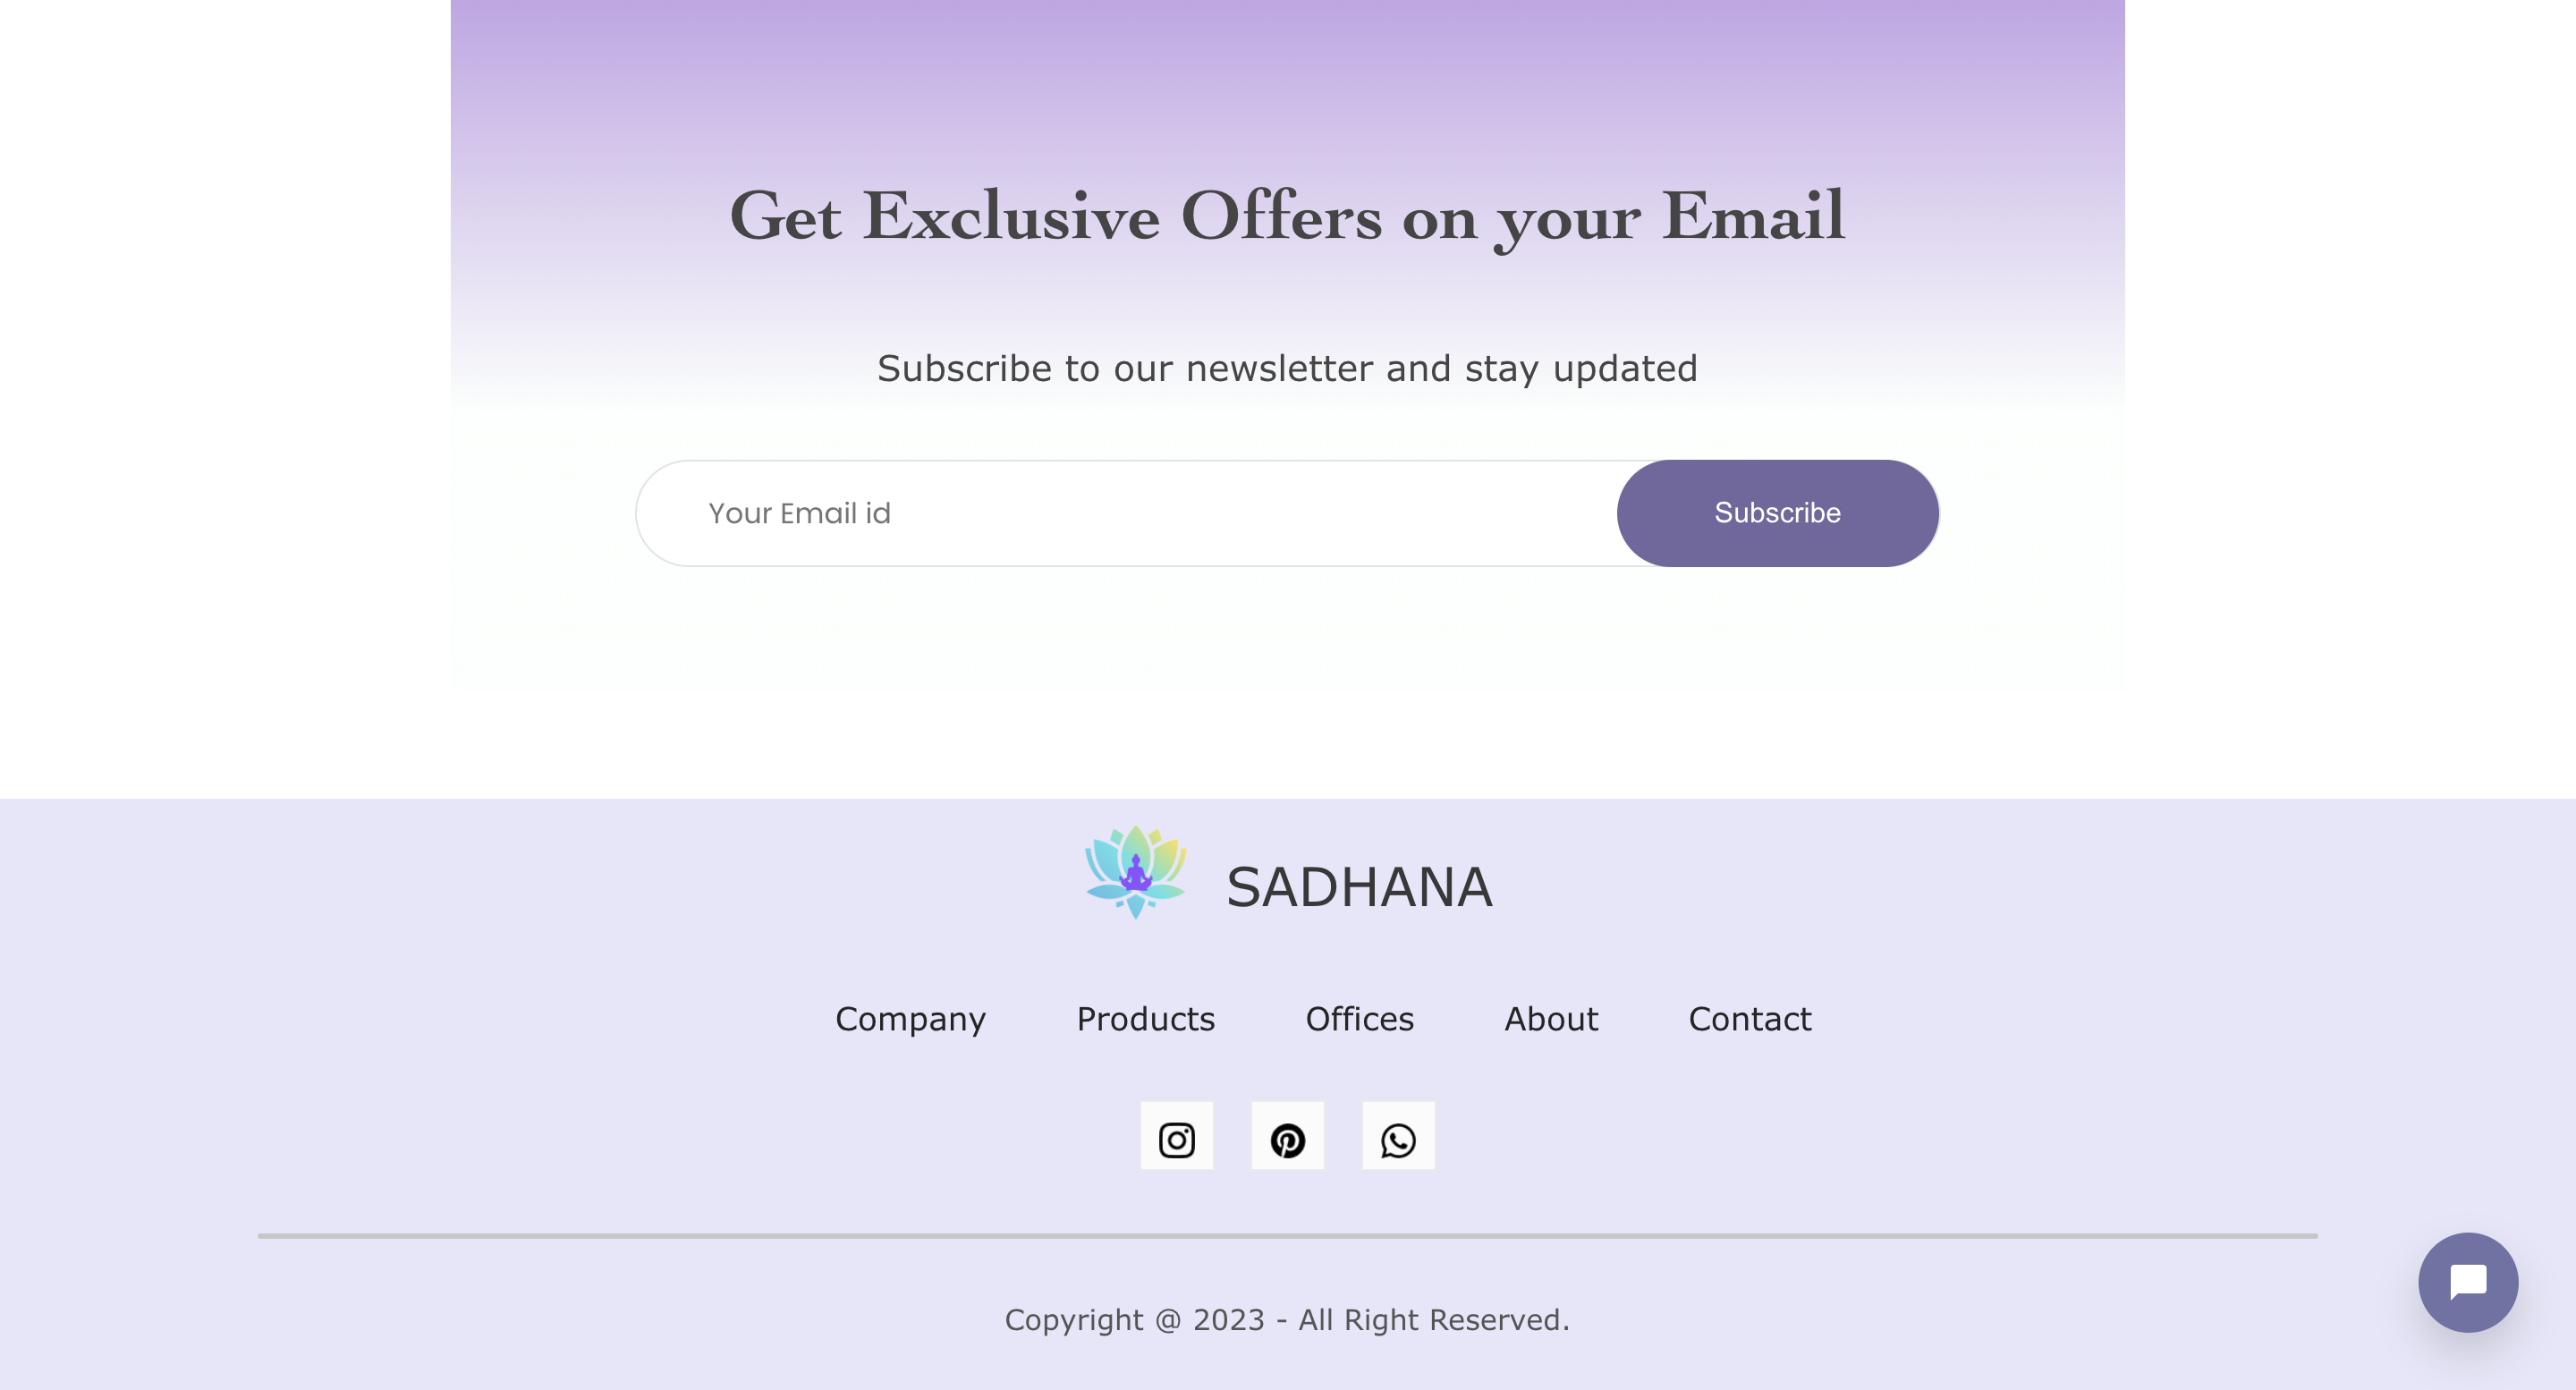 Get Exclusive Offers on your Email
Subscribe to our newsletter and stay updated
Your Email id
Subscribe
SADHANA
Company Products Offices About Contact
Copyright @ 2023 - All Right Reserved.